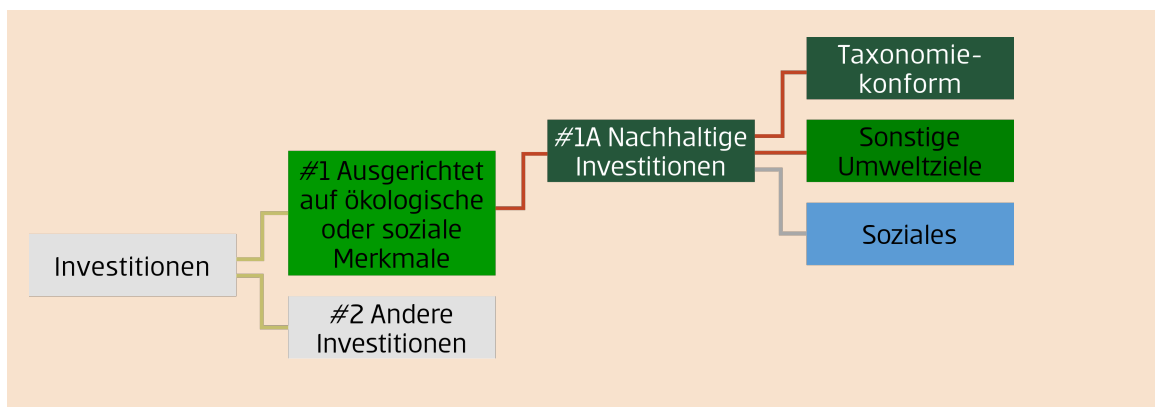 Investitionen
#1 Ausgerichtet
auf ökologische
oder soziale
Merkmale
#2 Andere
Investitionen
#1A Nachhaltige
Investitionen
Taxonomie-
konform
Sonstige
Umweltziele
Soziales